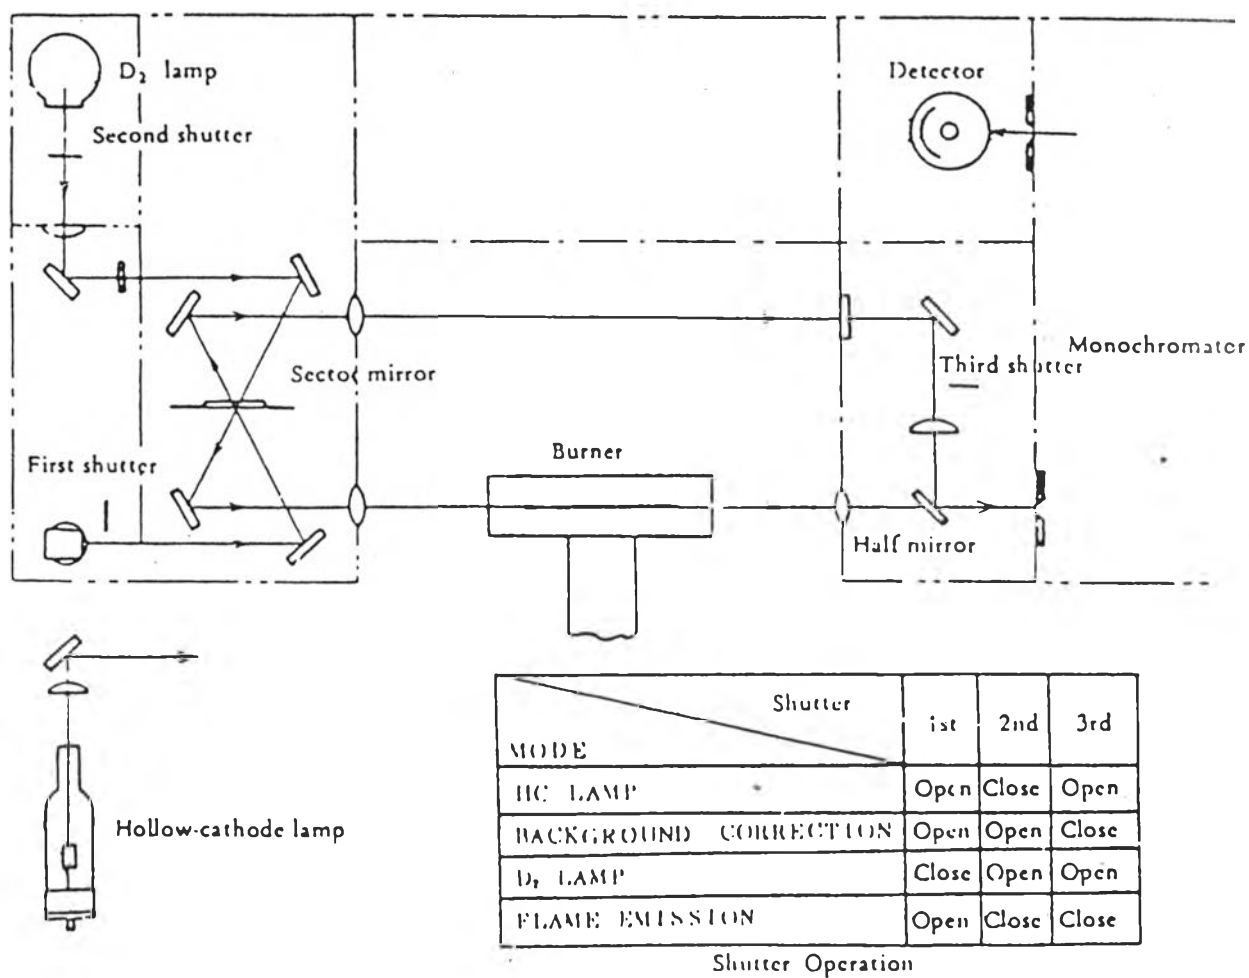 D₂ lamp
Detector
Second shutter
Sector mirror
Third shutter
Monochromater
First shutter
Burner
Half mirror
Hollow-cathode lamp
Shutter
MODE
1st 2nd 3rd
HC LAMP Open Close Open
BACKGROUND CORRECTION Open Open Close
D₂ LAMP Close Open Open
FLAME EMISSION Open Close Close
Shutter Operation